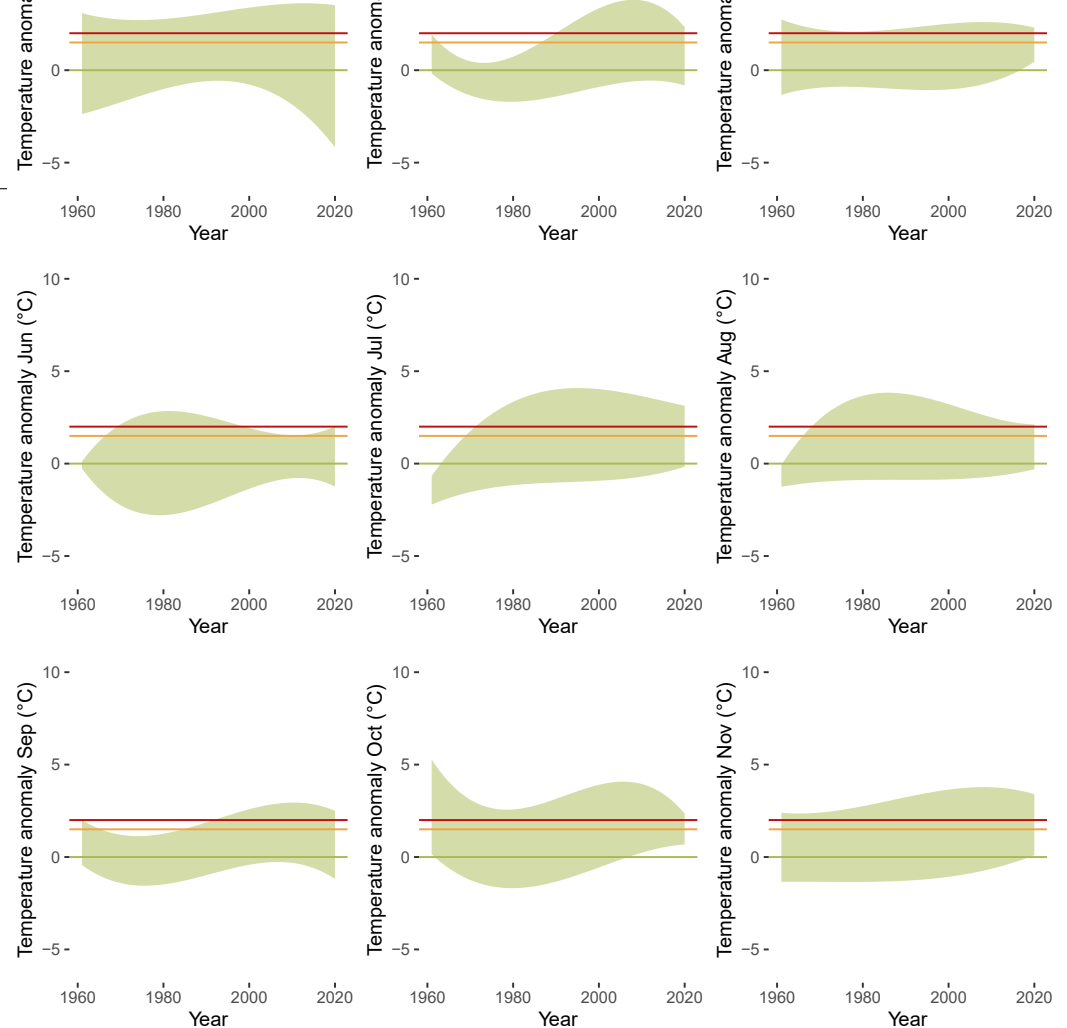 Temperature anoma
0
−5
1960 1980 2000 2020
Year
Temperature anom
0
−5
1960 1980 2000 2020
Year
Temperature anoma
0
−5
1960 1980 2000 2020
Year
Temperature anomaly Jun (°C)
10
5
0
−5
1960 1980 2000 2020
Year
Temperature anomaly Jul (°C)
10
5
0
−5
1960 1980 2000 2020
Year
Temperature anomaly Aug (°C)
10
5
0
−5
1960 1980 2000 2020
Year
Temperature anomaly Sep (°C)
10
5
0
−5
1960 1980 2000 2020
Year
Temperature anomaly Oct (°C)
10
5
0
−5
1960 1980 2000 2020
Year
Temperature anomaly Nov (°C)
10
5
0
−5
1960 1980 2000 2020
Year